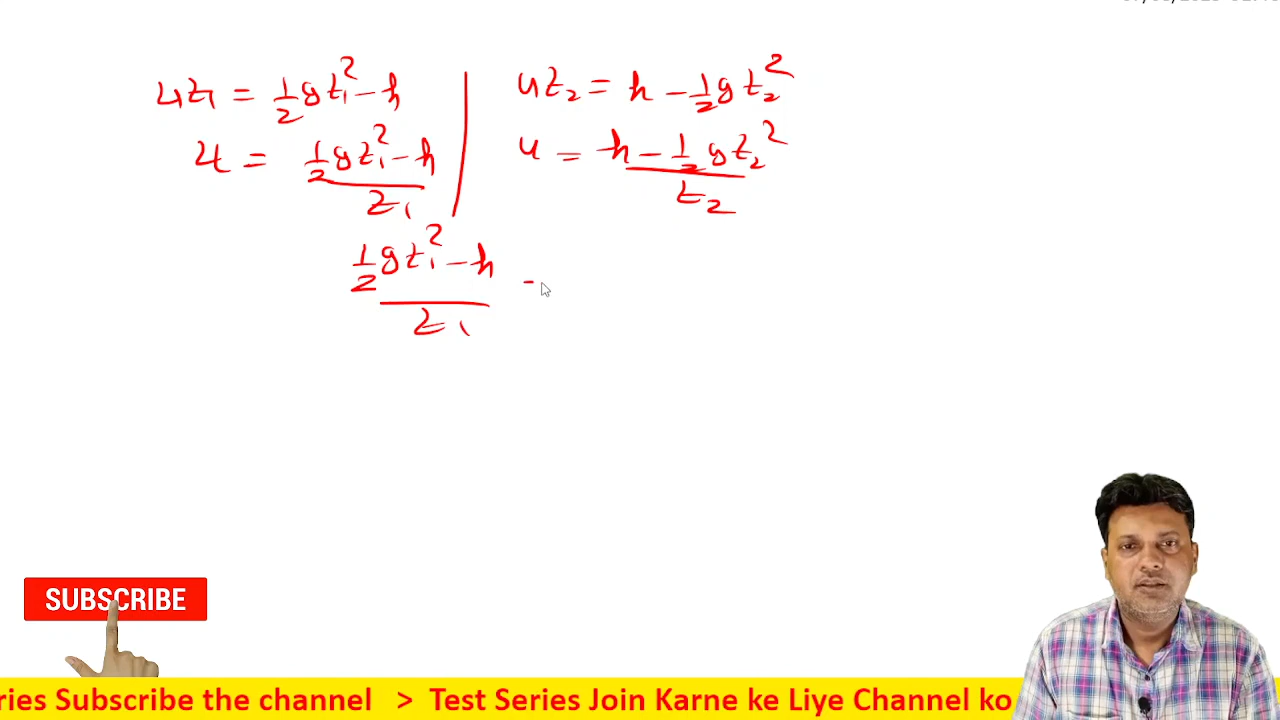 ut₁ = ½gt₁² - h
ut₂ = h - ½gt₂²
u = (½gt₁² - h)/t₁
u = (h - ½gt₂²)/t₂
(½gt₁² - h)/t₁ -
SUBSCRIBE
ries Subscribe the channel > Test Series Join Karne ke Liye Channel ko